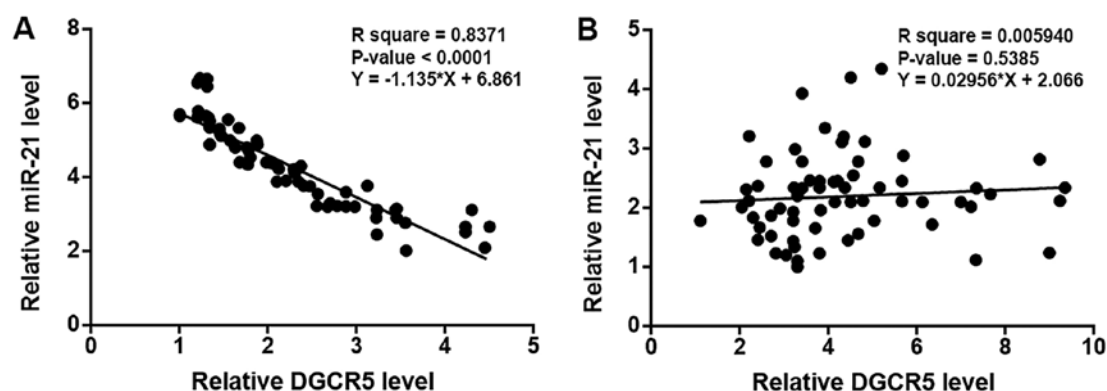 A
R square = 0.8371
P-value < 0.0001
Y = -1.135*X + 6.861
Relative miR-21 level
8
6
4
2
0
0 1 2 3 4 5
Relative DGCR5 level
B
R square = 0.005940
P-value = 0.5385
Y = 0.02956*X + 2.066
Relative miR-21 level
5
4
3
2
1
0
0 2 4 6 8 10
Relative DGCR5 level